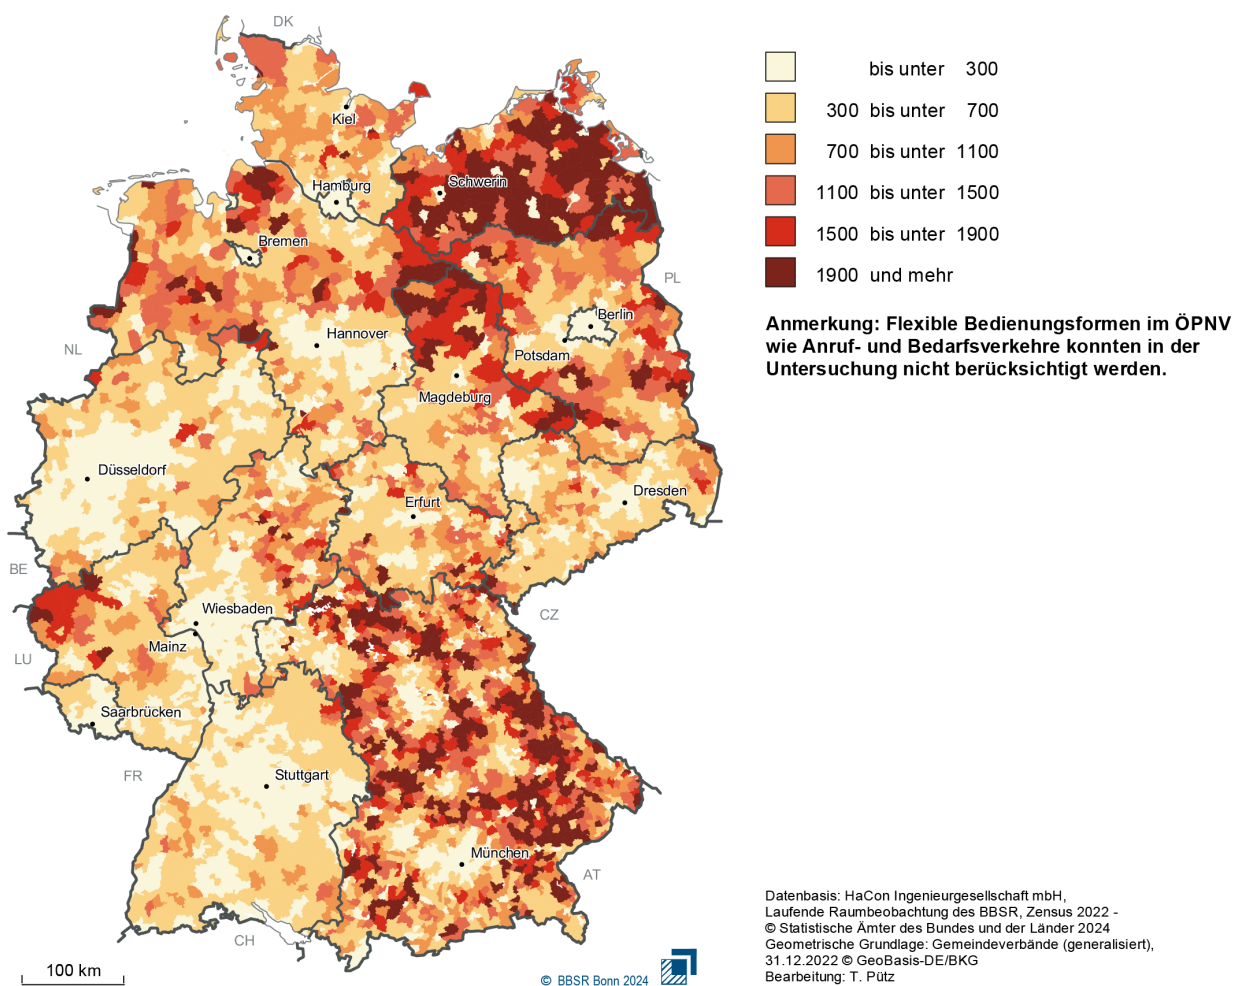 DK
Kiel
Hamburg
Schwerin
Bremen
PL
Berlin
Hannover
NL
Potsdam
Magdeburg
Düsseldorf
Dresden
Erfurt
BE
Wiesbaden
CZ
Mainz
LU
Saarbrücken
FR
Stuttgart
München
AT
CH
100 km
© BBSR Bonn 2024
bis unter 300
300 bis unter 700
700 bis unter 1100
1100 bis unter 1500
1500 bis unter 1900
1900 und mehr
Anmerkung: Flexible Bedienungsformen im ÖPNV
wie Anruf- und Bedarfsverkehre konnten in der
Untersuchung nicht berücksichtigt werden.
Datenbasis: HaCon Ingenieurgesellschaft mbH,
Laufende Raumbeobachtung des BBSR, Zensus 2022 -
© Statistische Ämter des Bundes und der Länder 2024
Geometrische Grundlage: Gemeindeverbände (generalisiert),
31.12.2022 © GeoBasis-DE/BKG
Bearbeitung: T. Pütz